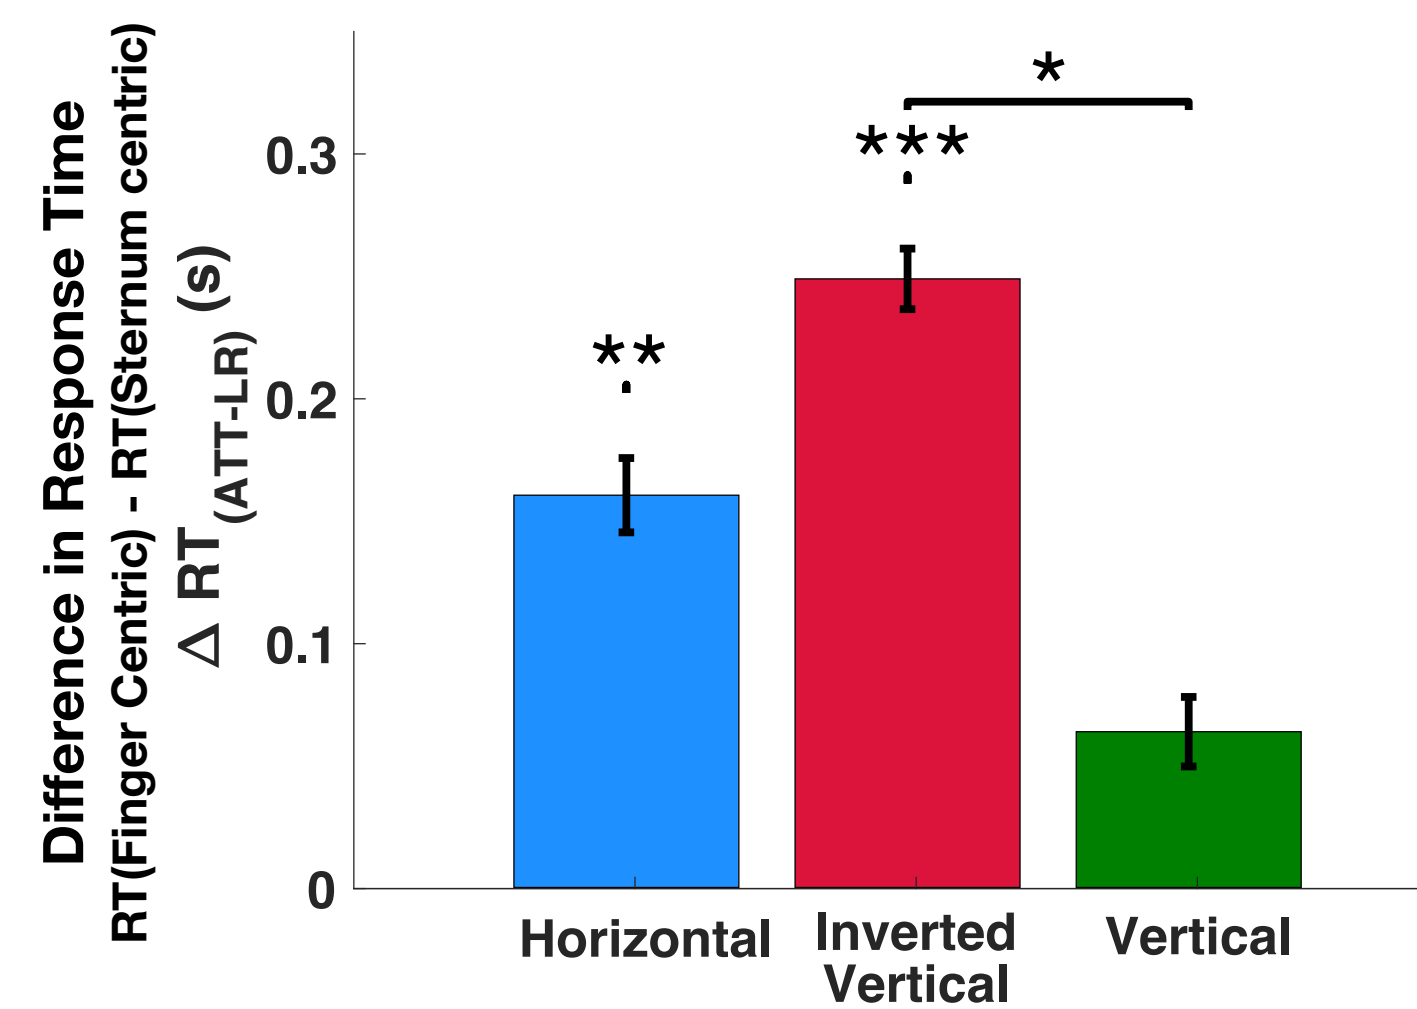 Difference in Response Time
RT(Finger Centric) - RT(Sternum centric)
Δ RT(ATT-LR) (s)
*
***
**
0.3
0.2
0.1
0
Horizontal
Inverted
Vertical
Vertical